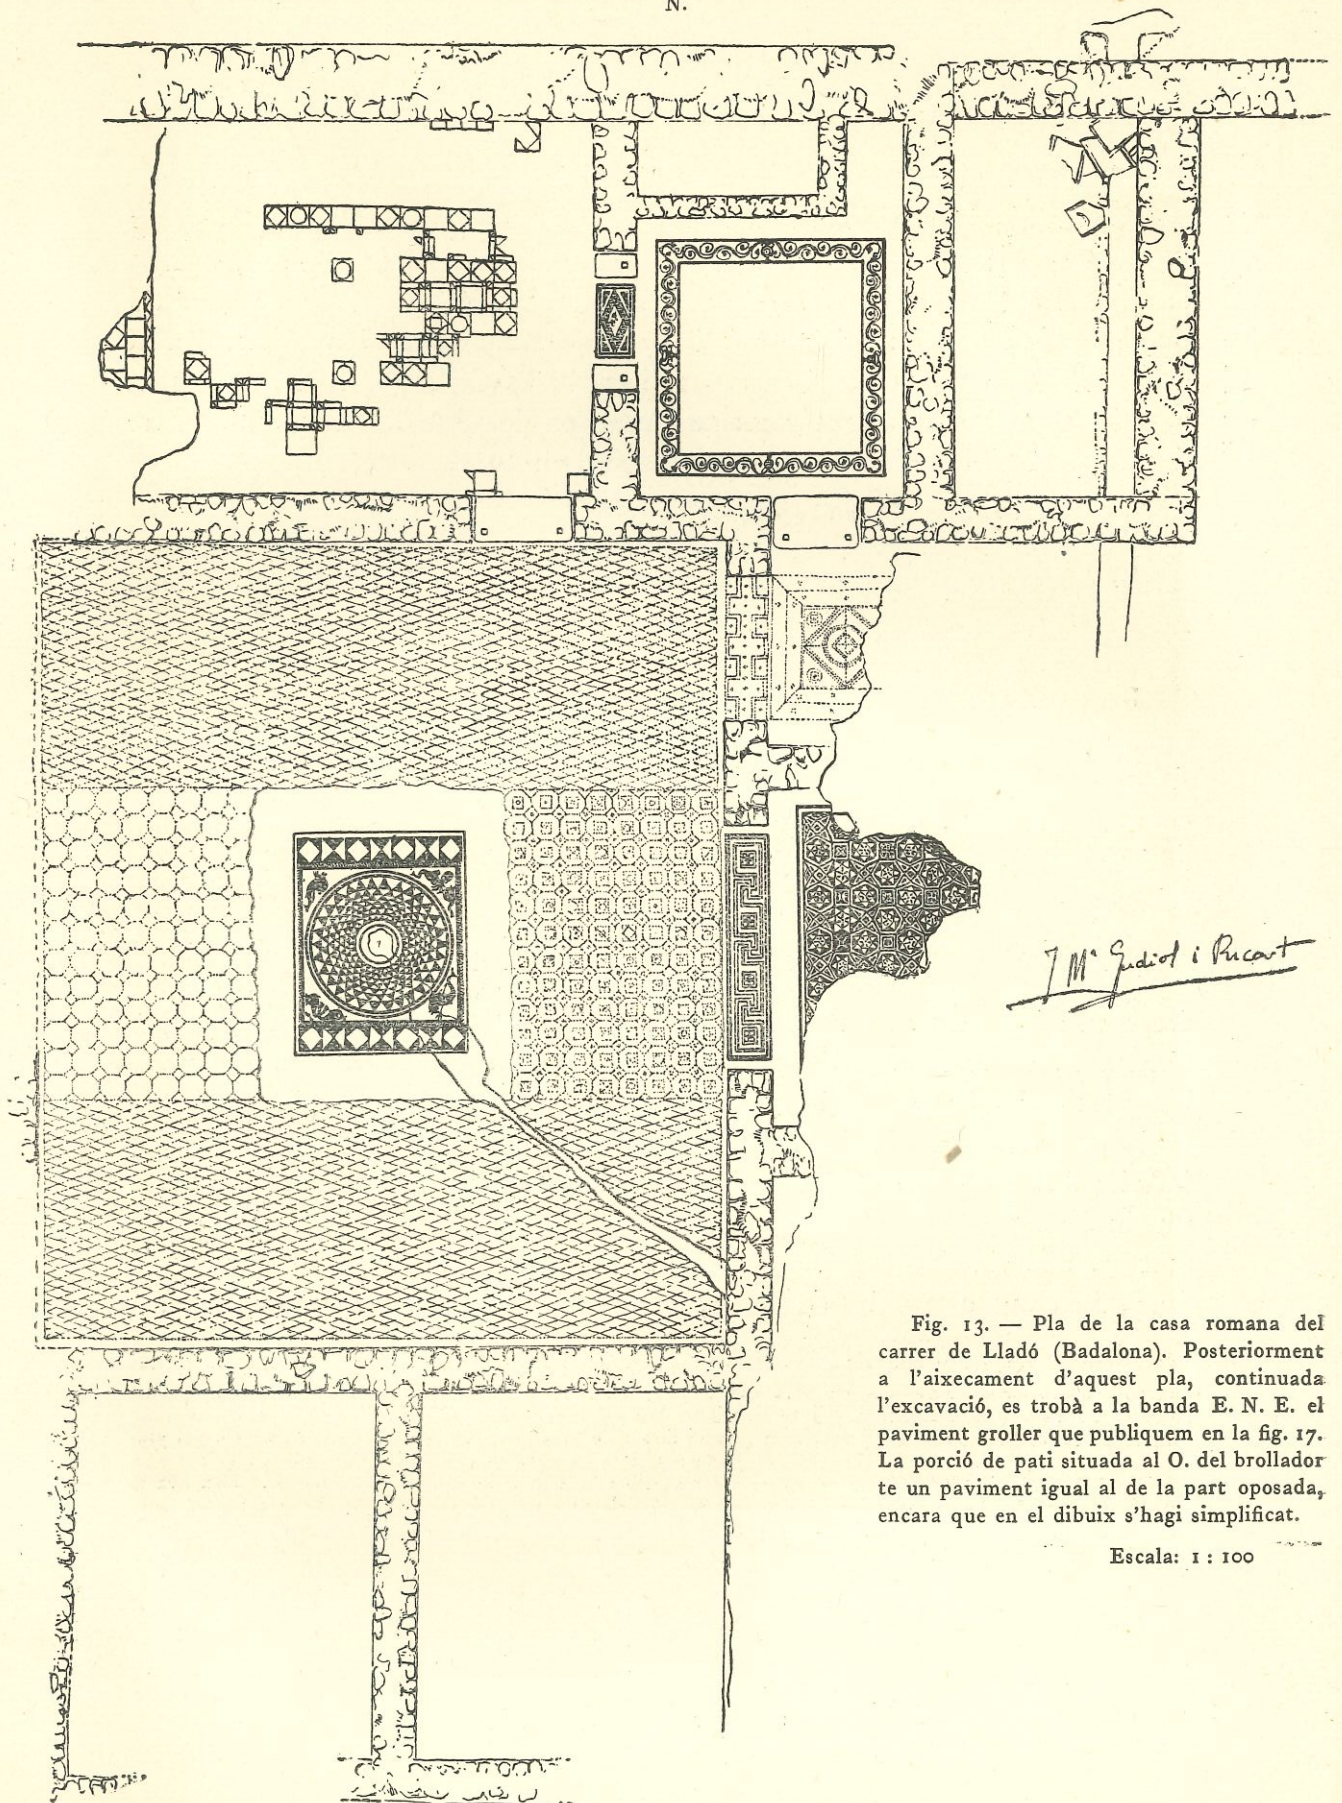 N.
J Mª Gudiol i Ricart
Fig. 13. — Pla de la casa romana del
carrer de Lladó (Badalona). Posteriorment
a l'aixecament d'aquest pla, continuada
l'excavació, es trobà a la banda E. N. E. el
paviment groller que publiquem en la fig. 17.
La porció de pati situada al O. del brollador
te un paviment igual al de la part oposada,
encara que en el dibuix s'hagi simplificat.
Escala: 1 : 100